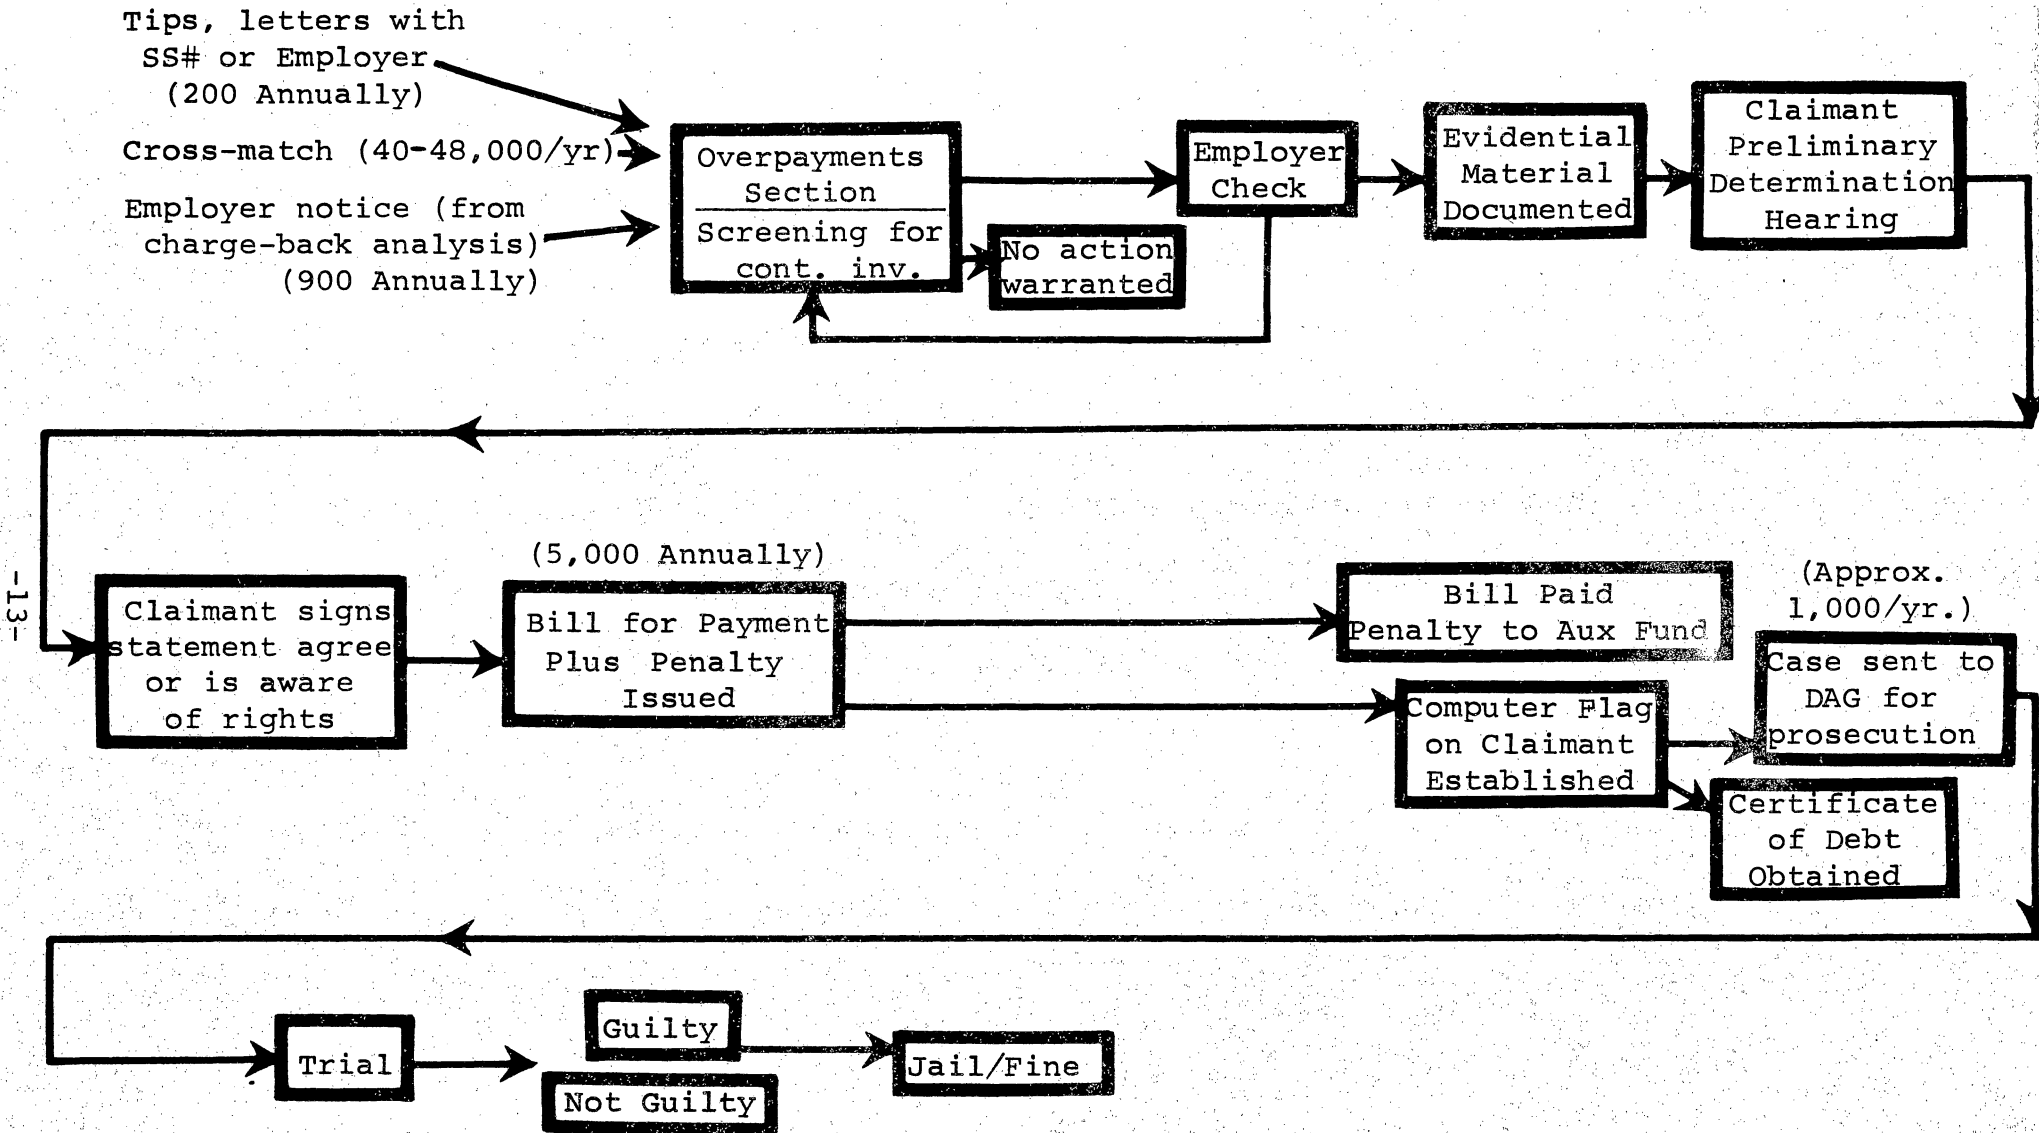 Tips, letters with
SS# or Employer
(200 Annually)
Cross-match (40-48,000/yr)
Employer notice (from
charge-back analysis)
(900 Annually)
Overpayments
Section
Screening for
cont. inv.
No action
warranted
Employer
Check
Evidential
Material
Documented
Claimant
Preliminary
Determination
Hearing
-13-
Claimant signs
statement agree
or is aware
of rights
(5,000 Annually)
Bill for Payment
Plus Penalty
Issued
Bill Paid
Penalty to Aux Fund
Computer Flag
on Claimant
Established
(Approx.
1,000/yr.)
Case sent to
DAG for
prosecution
Certificate
of Debt
Obtained
Trial
Guilty
Not Guilty
Jail/Fine